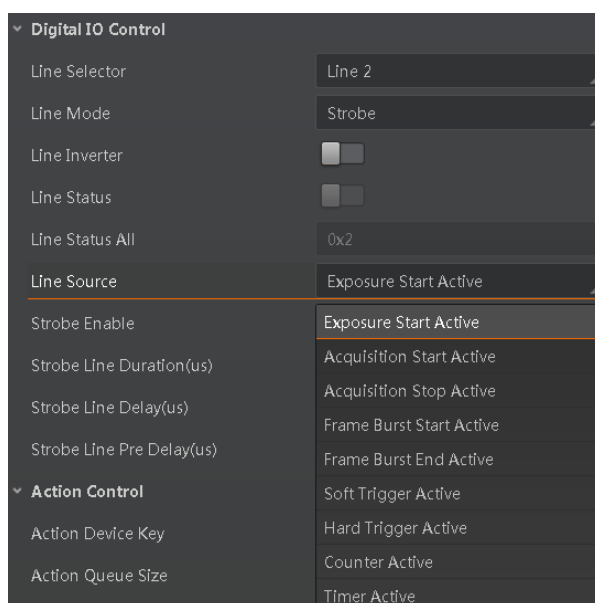 Digital IO Control
Line Selector Line 2
Line Mode Strobe
Line Inverter
Line Status
Line Status All 0x2
Line Source Exposure Start Active
Strobe Enable Exposure Start Active
Acquisition Start Active
Strobe Line Duration(us)
Acquisition Stop Active
Strobe Line Delay(us)
Frame Burst Start Active
Strobe Line Pre Delay(us)
Frame Burst End Active
Action Control Soft Trigger Active
Action Device Key Hard Trigger Active
Action Queue Size Counter Active
Timer Active